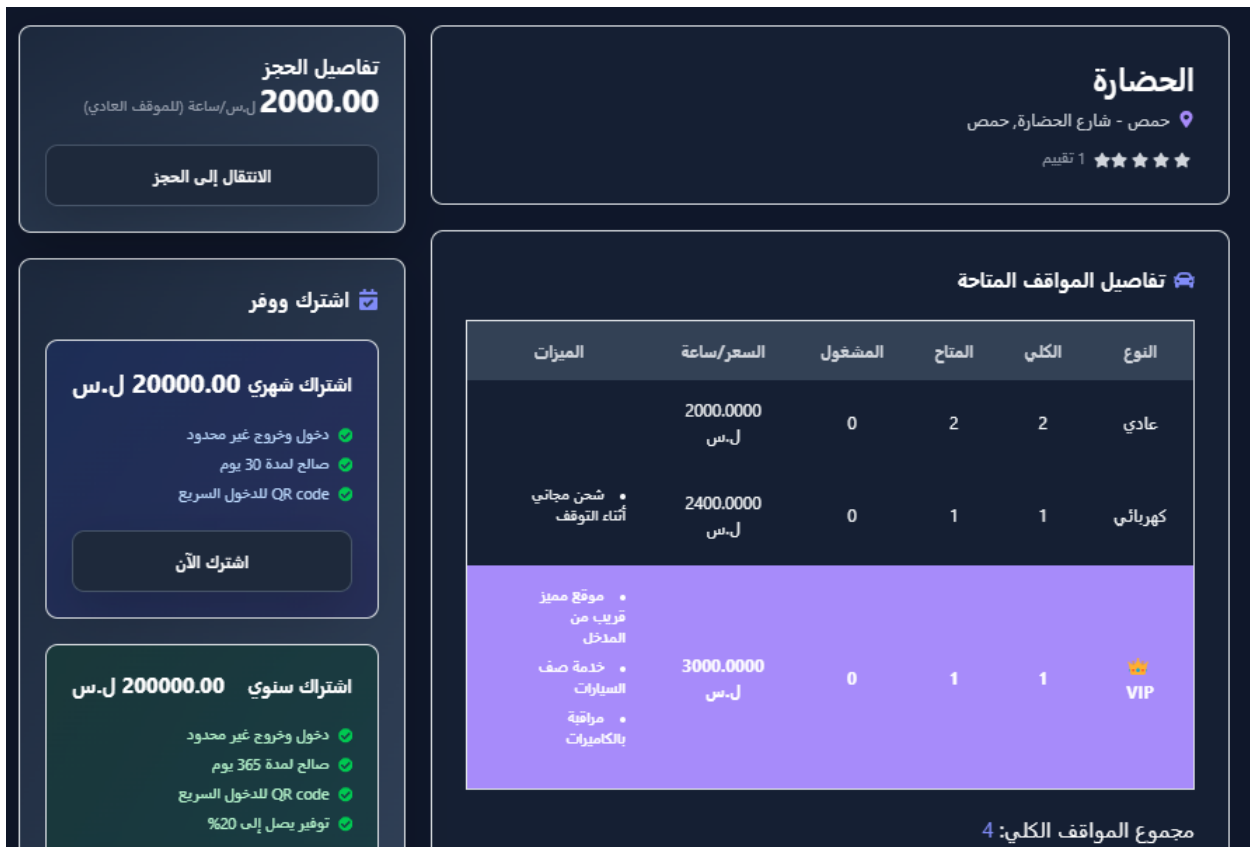 الحضارة
حمص - شارع الحضارة, حمص
1 تقييم
تفاصيل المواقف المتاحة
النوع الكلي المتاح المشغول السعر/ساعة الميزات
عادي 2 2 0 2000.0000 ل.س
كهربائي 1 1 0 2400.0000 ل.س
• شحن مجاني
أثناء التوقف
VIP 1 1 0 3000.0000 ل.س
• موقع مميز
قريب من
المدخل
• خدمة صف
السيارات
• مراقبة
بالكاميرات
مجموع المواقف الكلي: 4
تفاصيل الحجز
2000.00 ل.س/ساعة (للموقف العادي)
الانتقال إلى الحجز
اشترك ووفر
اشتراك شهري 20000.00 ل.س
دخول وخروج غير محدود
صالح لمدة 30 يوم
QR code للدخول السريع
اشترك الآن
اشتراك سنوي 200000.00 ل.س
دخول وخروج غير محدود
صالح لمدة 365 يوم
QR code للدخول السريع
توفير يصل إلى 20%